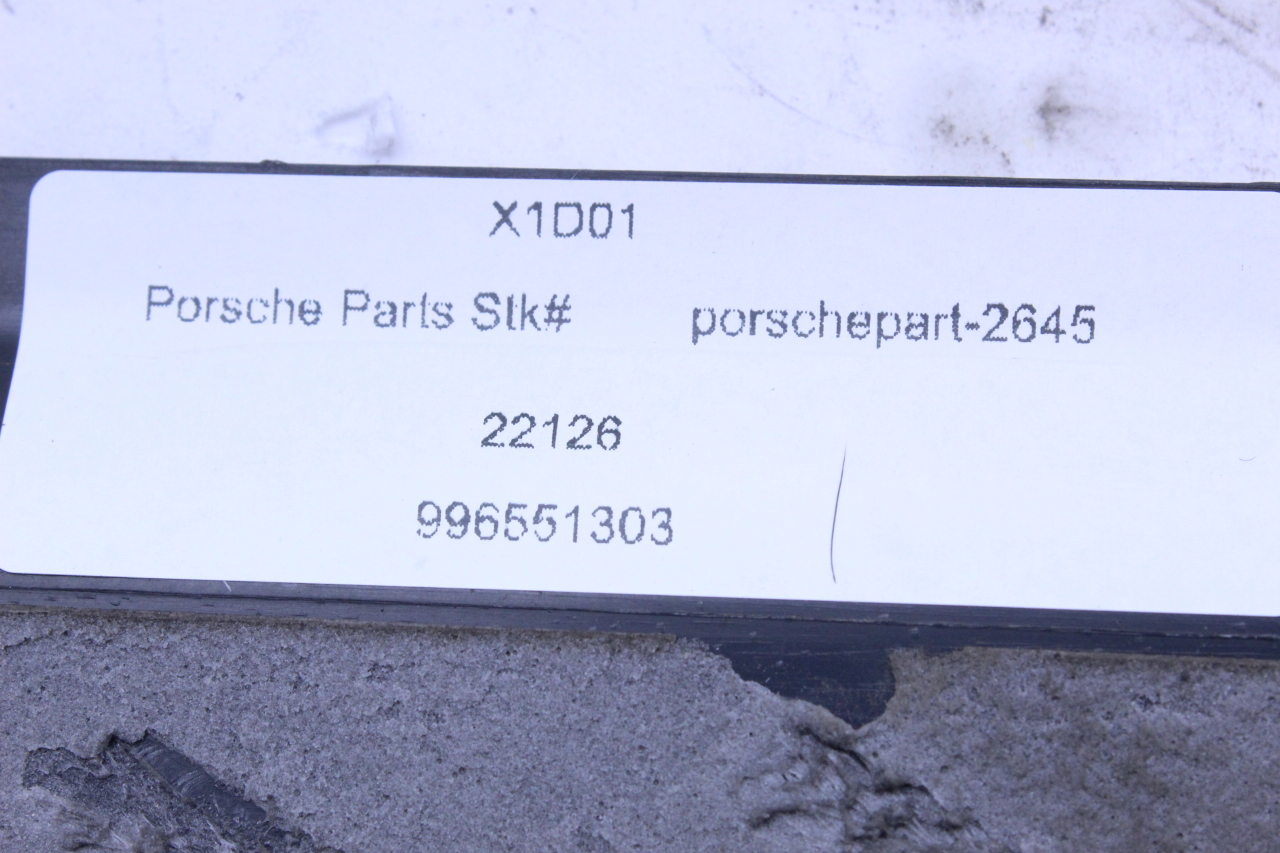 X1D01
Porsche Parts Stk# porschepart-2645
22126
996551303